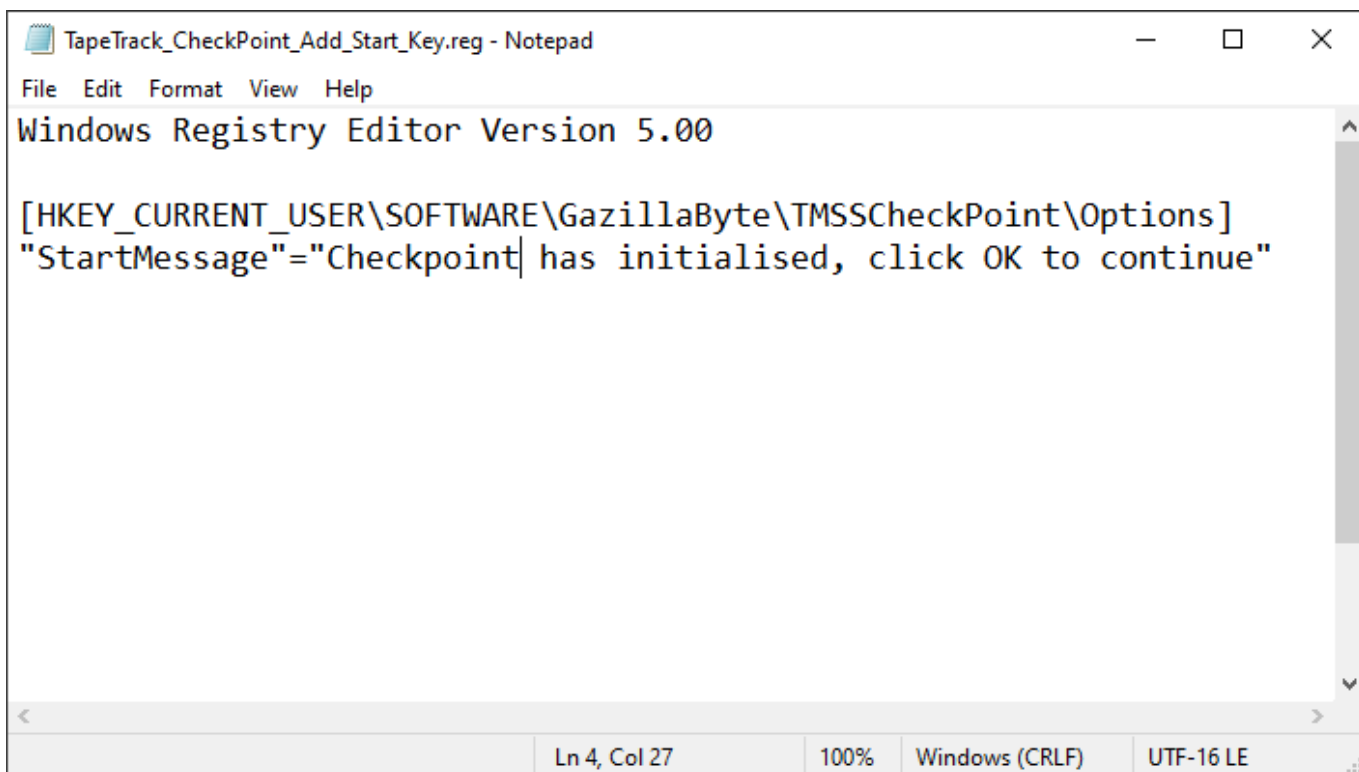 TapeTrack_CheckPoint_Add_Start_Key.reg - Notepad
File Edit Format View Help
Windows Registry Editor Version 5.00
[HKEY_CURRENT_USER\SOFTWARE\GazillaByte\TMSSCheckPoint\Options]
"StartMessage"="Checkpoint has initialised, click OK to continue"
Ln 4, Col 27 100% Windows (CRLF) UTF-16 LE